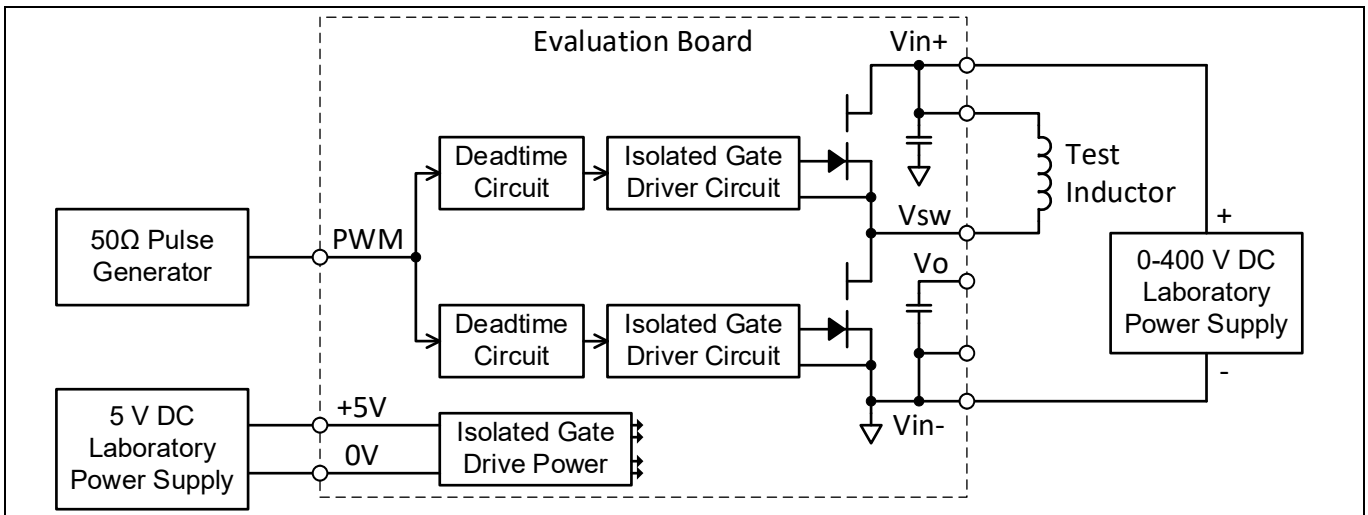 Evaluation Board
Vin+
Deadtime
Circuit
Isolated Gate
Driver Circuit
Test
Inductor
50Ω Pulse
Generator
PWM
Vsw
+
0-400 V DC
Laboratory
Power Supply
-
Vo
Deadtime
Circuit
Isolated Gate
Driver Circuit
5 V DC
Laboratory
Power Supply
+5V
0V
Isolated Gate
Drive Power
Vin-